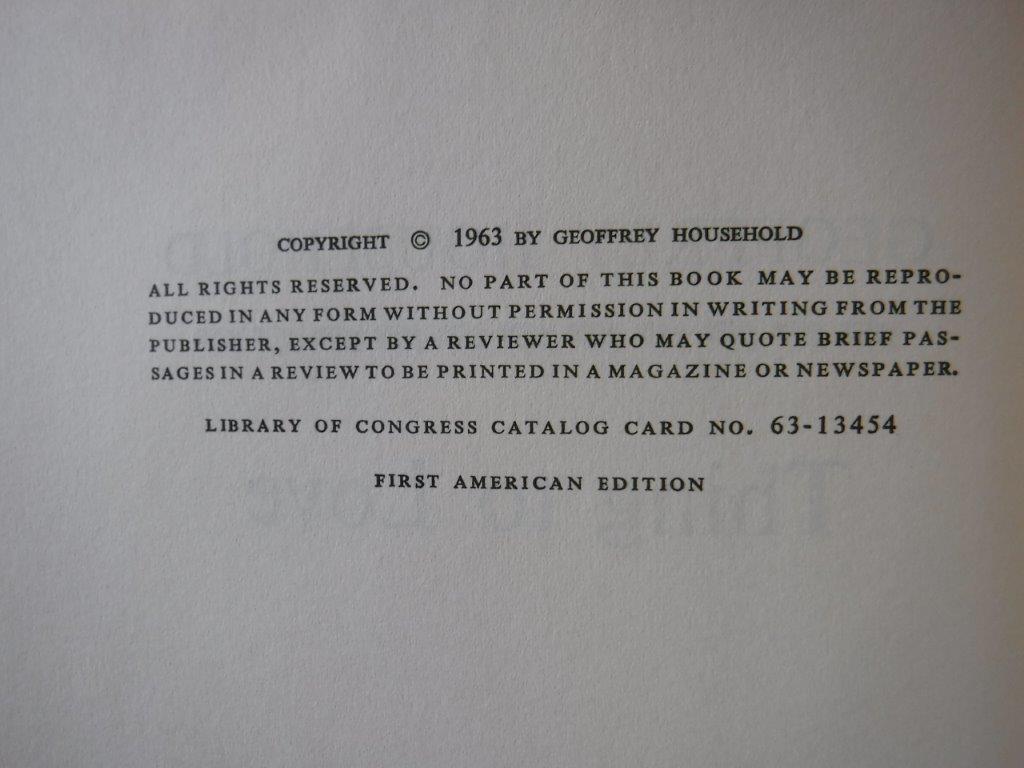 COPYRIGHT © 1963 BY GEOFFREY HOUSEHOLD
ALL RIGHTS RESERVED. NO PART OF THIS BOOK MAY BE REPRO-
DUCED IN ANY FORM WITHOUT PERMISSION IN WRITING FROM THE
PUBLISHER, EXCEPT BY A REVIEWER WHO MAY QUOTE BRIEF PAS-
SAGES IN A REVIEW TO BE PRINTED IN A MAGAZINE OR NEWSPAPER.
LIBRARY OF CONGRESS CATALOG CARD NO. 63-13454
FIRST AMERICAN EDITION